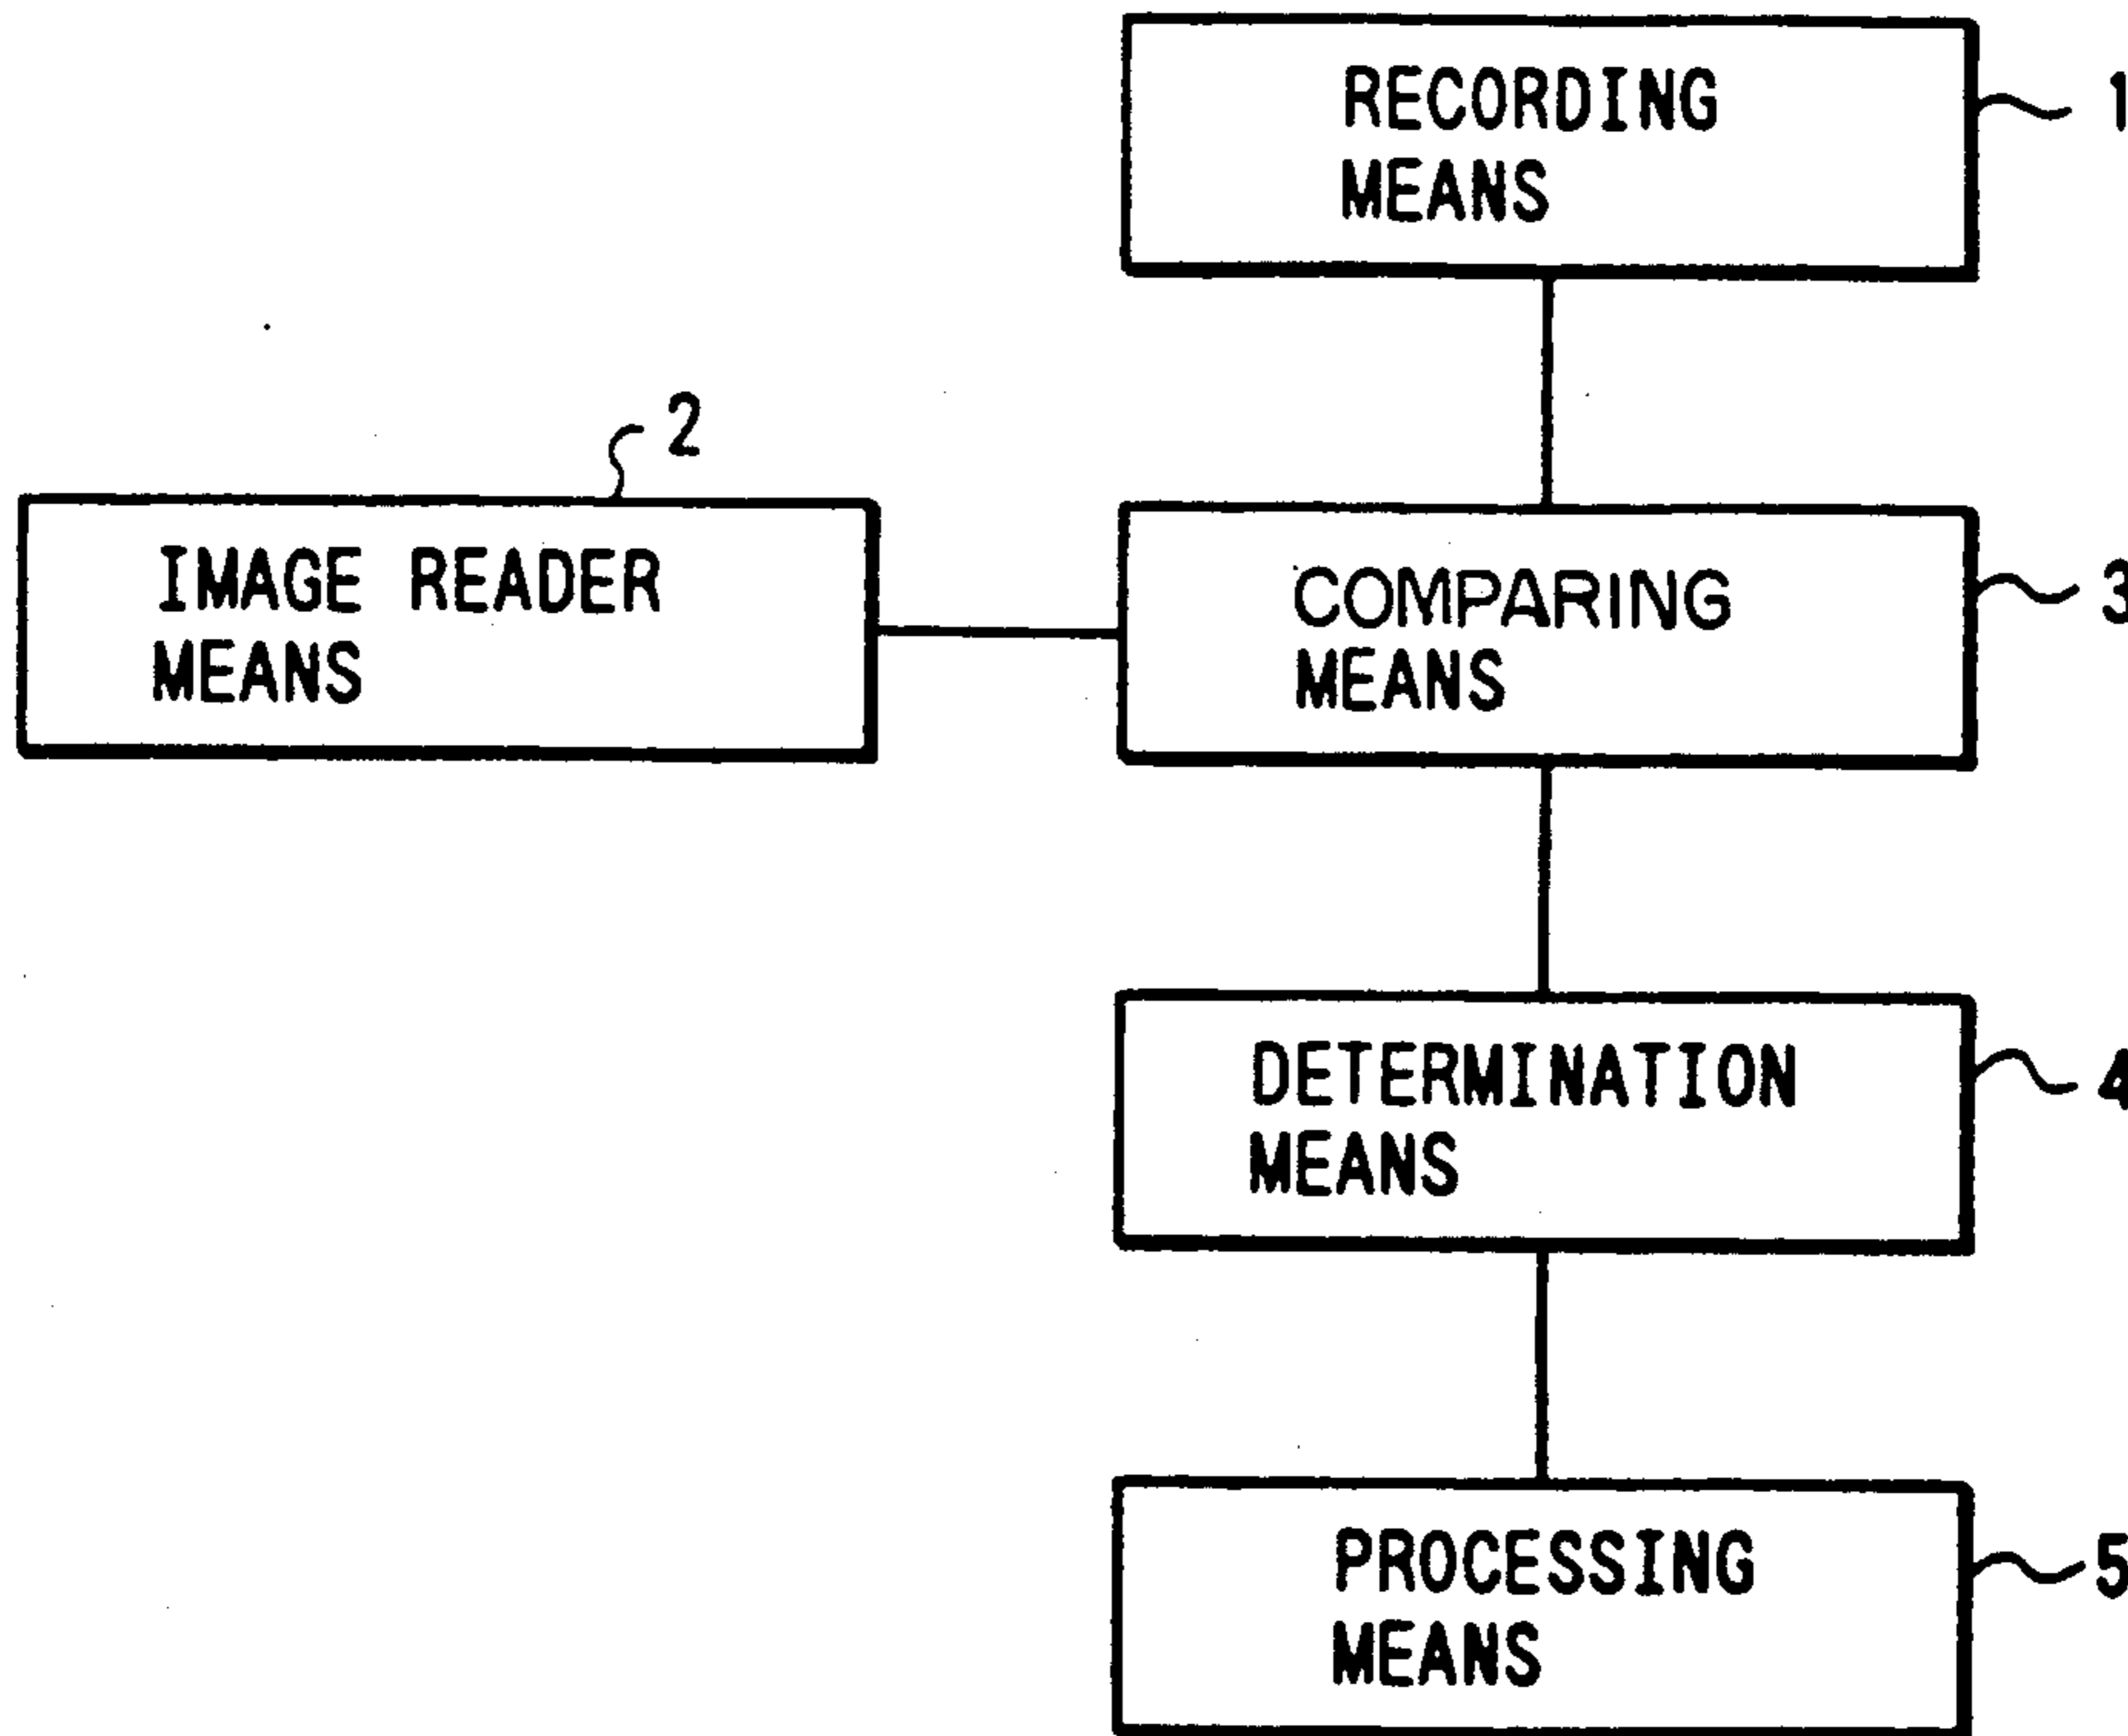 RECORDING
MEANS
1
2
IMAGE READER
MEANS
COMPARING
MEANS
3
DETERMINATION
MEANS
4
PROCESSING
MEANS
5